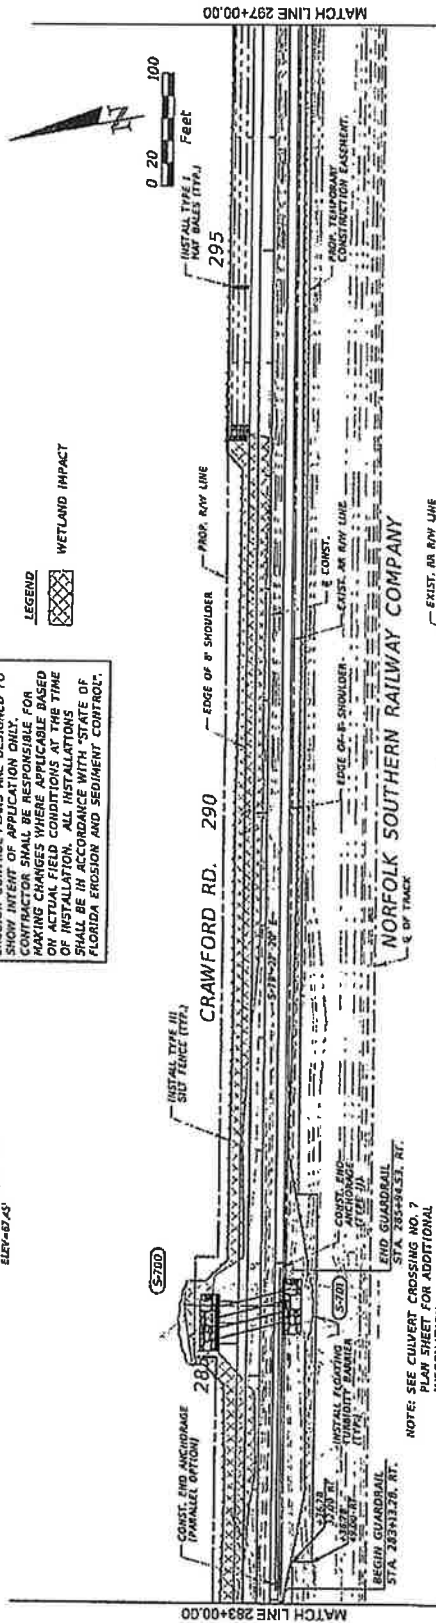 SHOW INTENT OF APPLICATION ONLY.
CONTRACTOR SHALL BE RESPONSIBLE FOR
MAKING CHANGES WHERE APPLICABLE BASED
ON ACTUAL FIELD CONDITIONS AT THE TIME
OF INSTALLATION. ALL INSTALLATIONS
SHALL BE IN ACCORDANCE WITH "STATE OF
FLORIDA EROSION AND SEDIMENT CONTROL".
LEGEND
WETLAND IMPACT
N
0 20 100
Feet
ELEV=67.45'
MATCH LINE 283+00.00
MATCH LINE 297+00.00
CONST. END ANCHORAGE
(PARALLEL OPTION)
S-700
INSTALL TYPE III
SILT FENCE (TYP.)
CRAWFORD RD.
290
EDGE OF 8' SHOULDER
PROP. R/W LINE
INSTALL TYPE I
HAY BALES (TYP.)
295
PROP. TEMPORARY
CONSTRUCTION EASEMENT.
℄ CONST.
EXIST. RR R/W LINE
EDGE OF 8' SHOULDER
NORFOLK SOUTHERN RAILWAY COMPANY
℄ OF TRACK
CONST. END
ANCHORAGE
(TYPE II)
S-701
INSTALL FLOATING
TURBIDITY BARRIER
(TYP.)
END GUARDRAIL
STA. 285+94.53, RT.
BEGIN GUARDRAIL
STA. 283+13.28, RT.
NOTE: SEE CULVERT CROSSING NO. 7
PLAN SHEET FOR ADDITIONAL
EXIST. RR R/W LINE